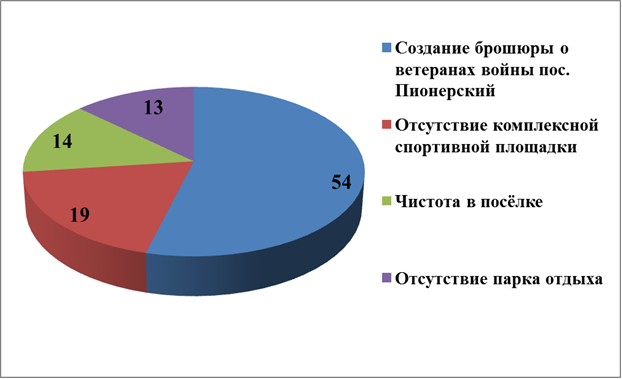 13
14
19
54
Создание брошюры о
ветеранах войны пос.
Пионерский
Отсутствие комплексной
спортивной площадки
Чистота в посёлке
Отсутствие парка отдыха